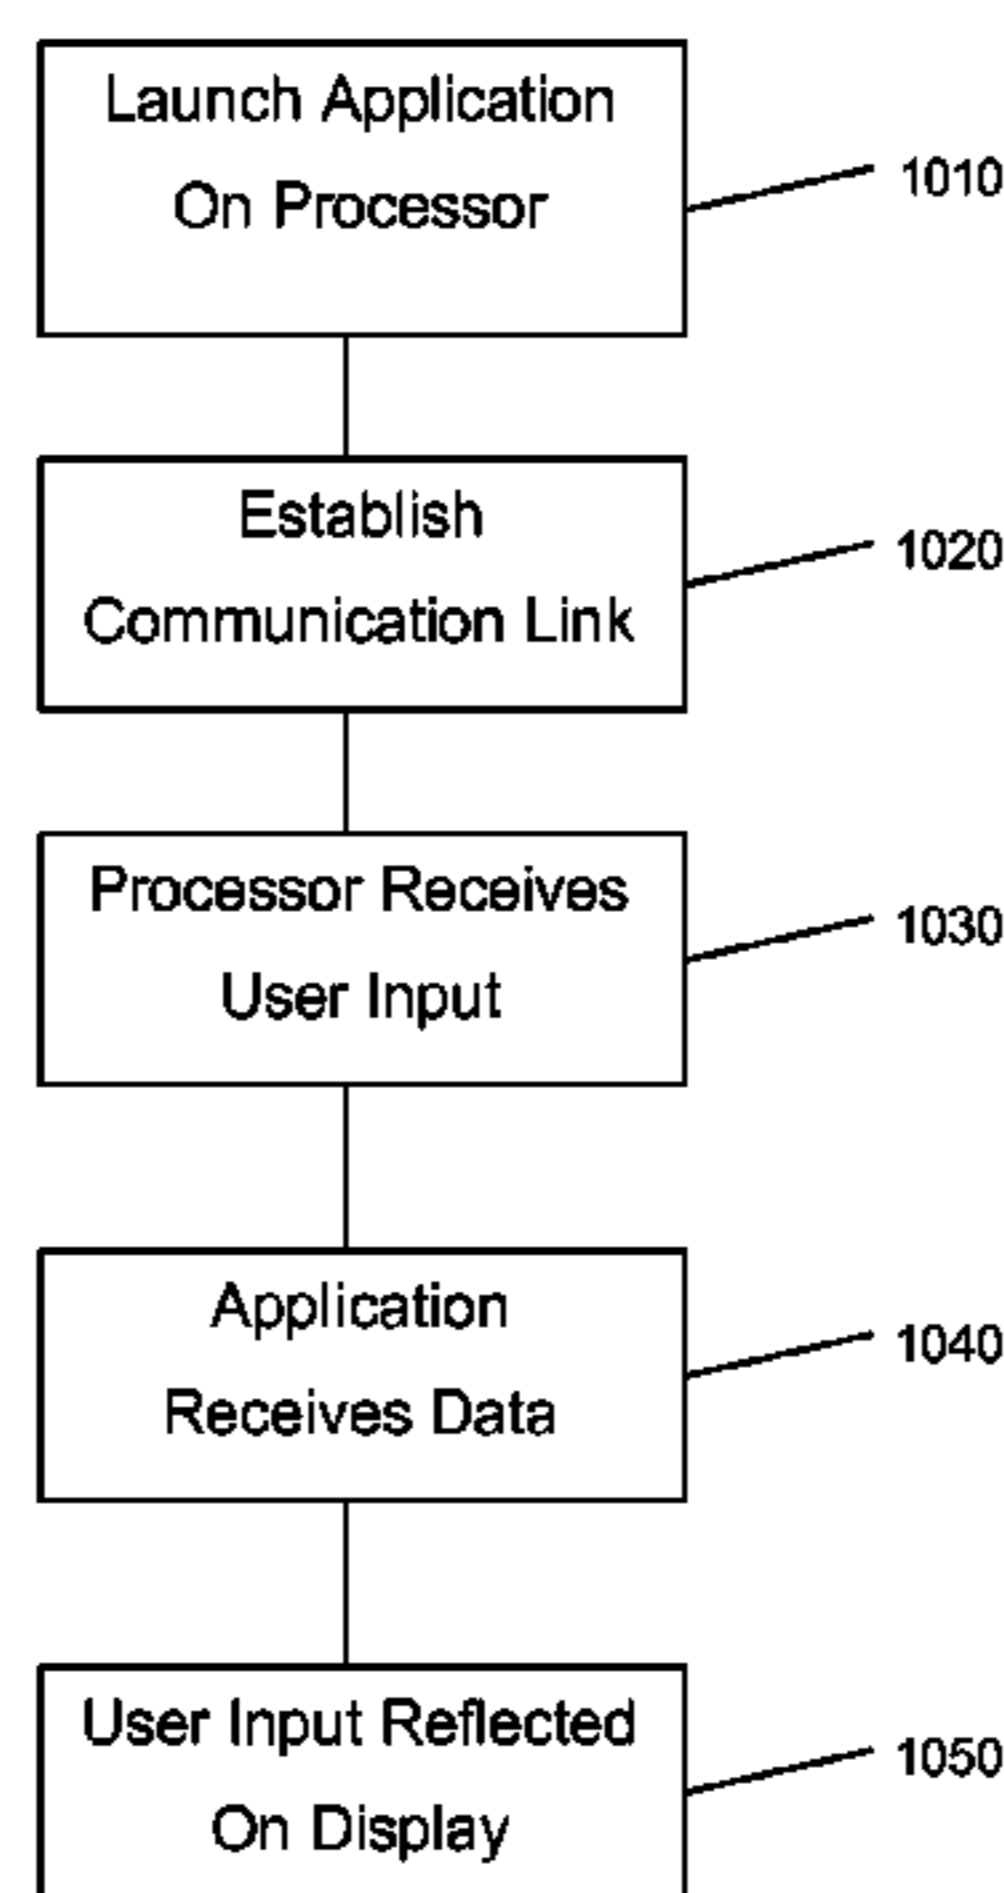 Launch Application
On Processor
1010
Establish
Communication Link
1020
Processor Receives
User Input
1030
Application
Receives Data
1040
User Input Reflected
On Display
1050